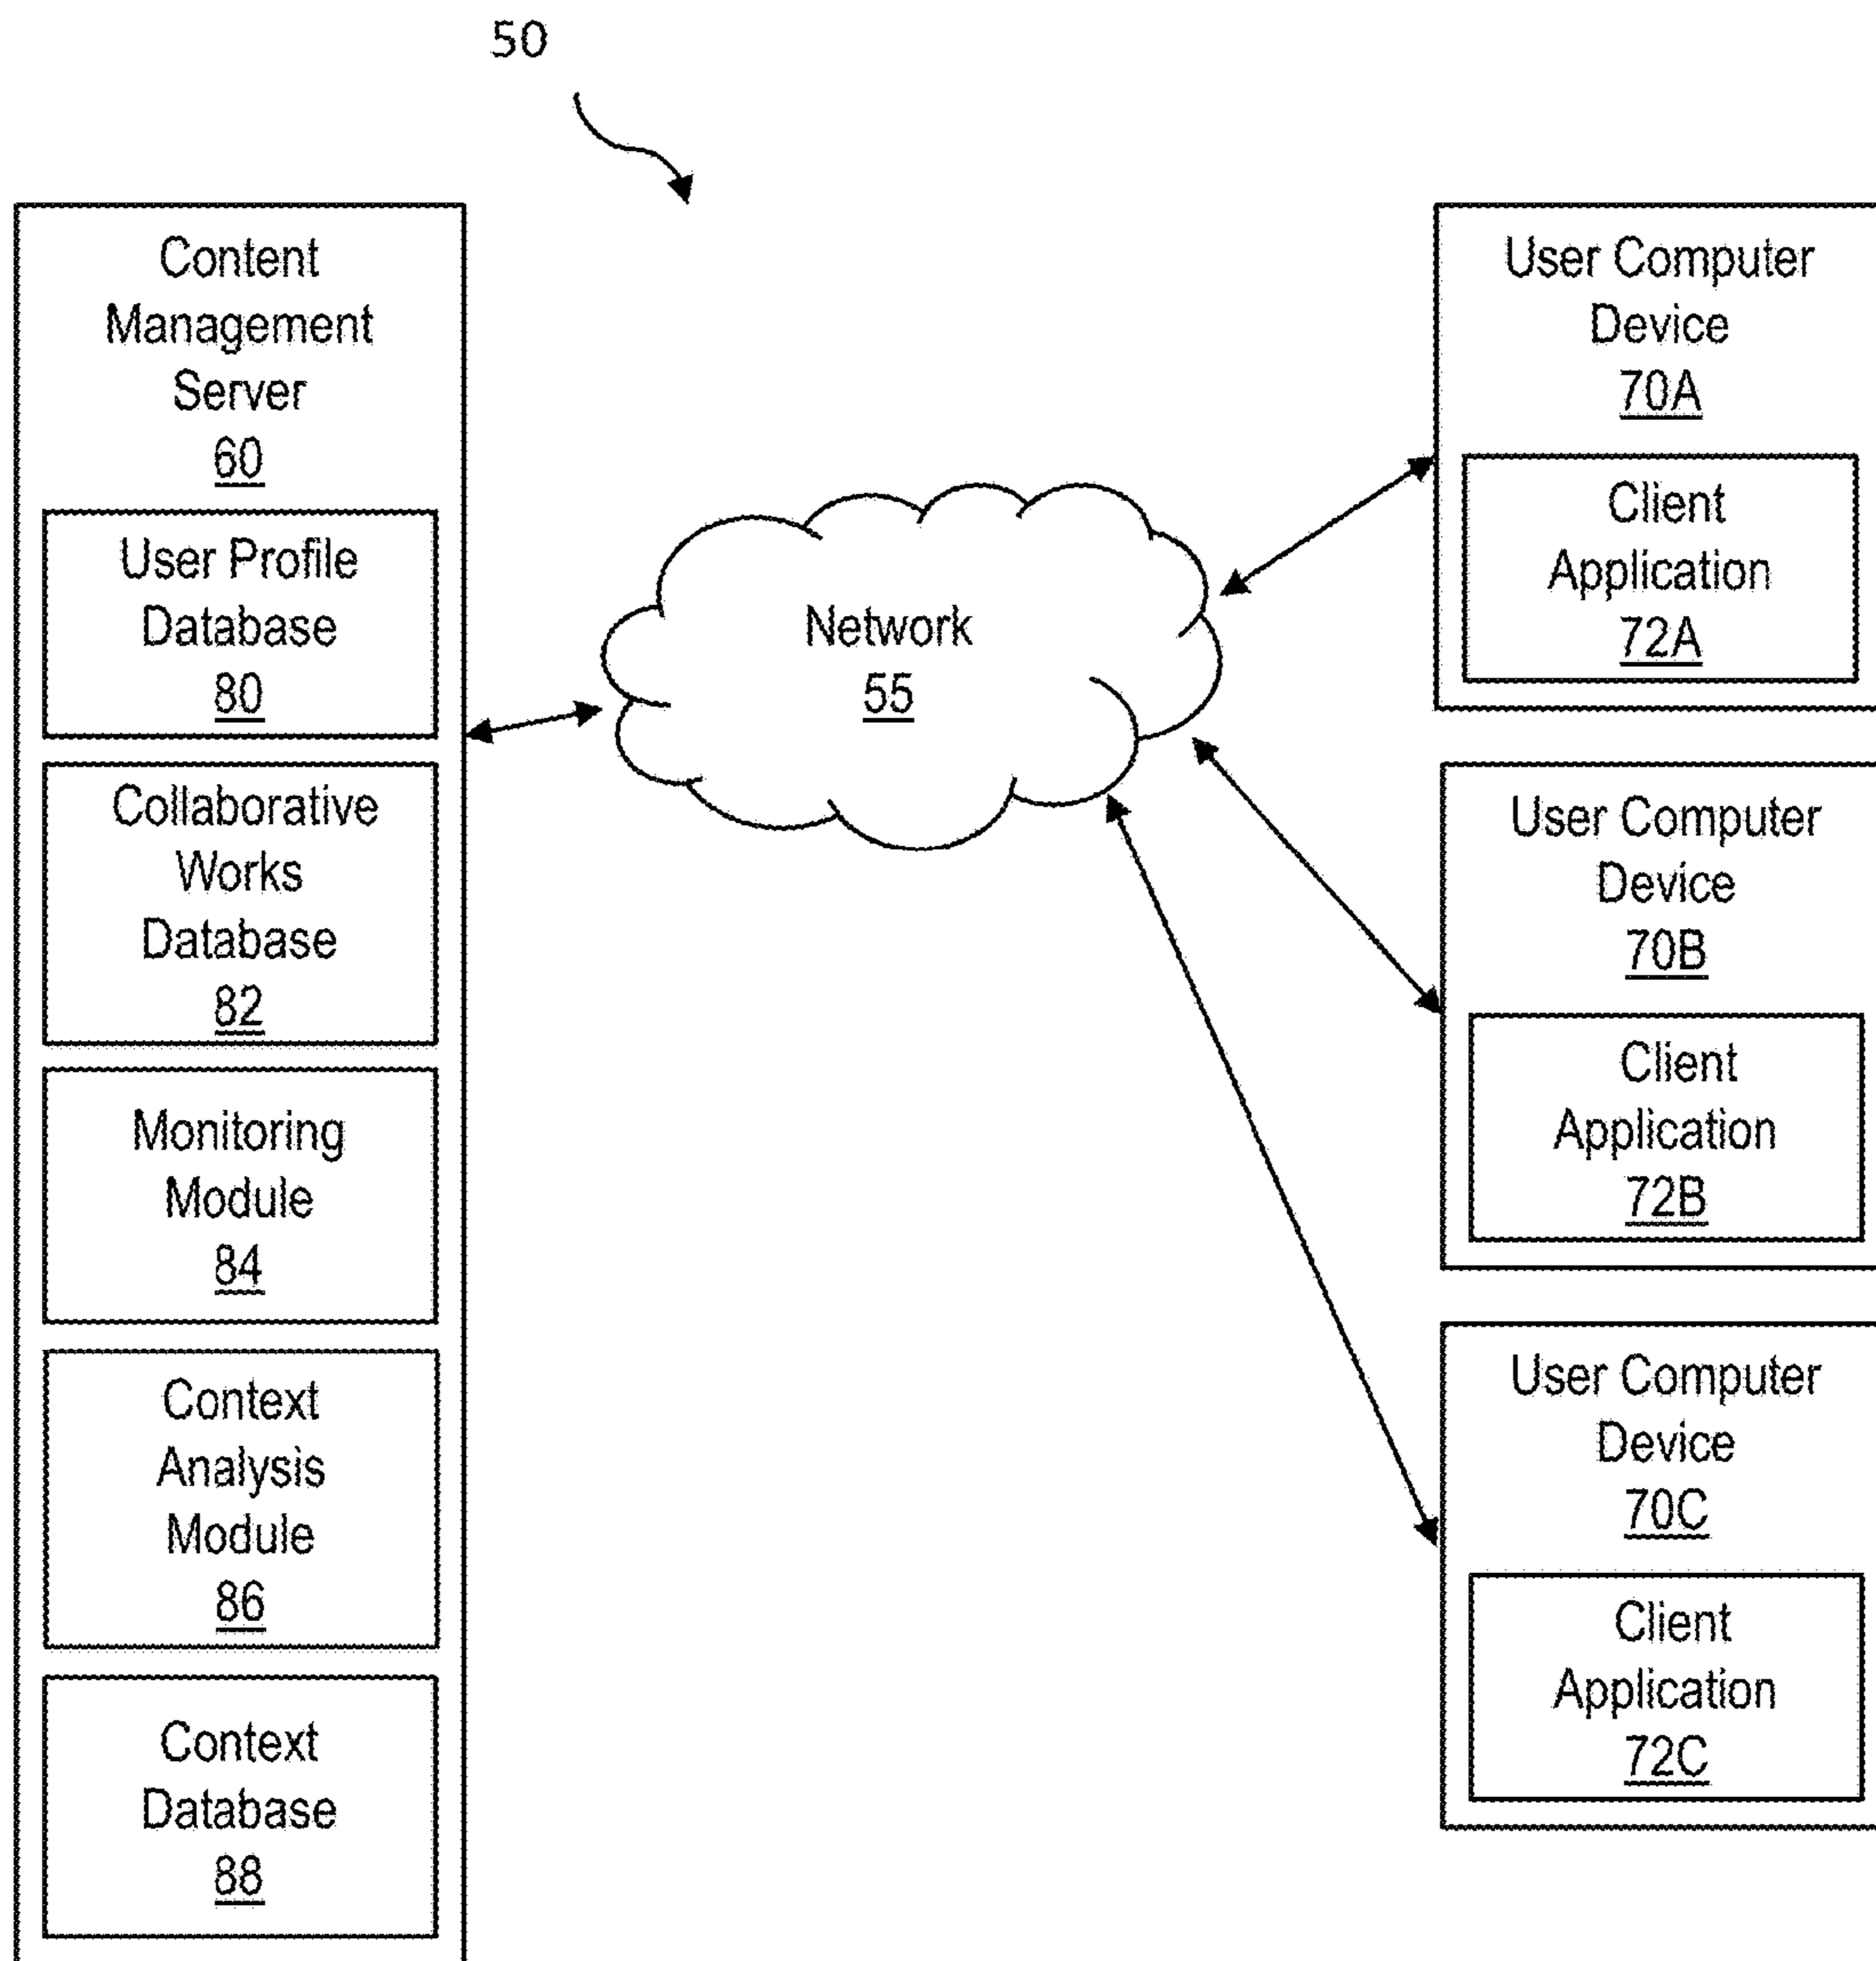 50
Content
Management
Server
60
User Profile
Database
80
Collaborative
Works
Database
82
Monitoring
Module
84
Context
Analysis
Module
86
Context
Database
88
Network
55
User Computer
Device
70A
Client
Application
72A
User Computer
Device
70B
Client
Application
72B
User Computer
Device
70C
Client
Application
72C